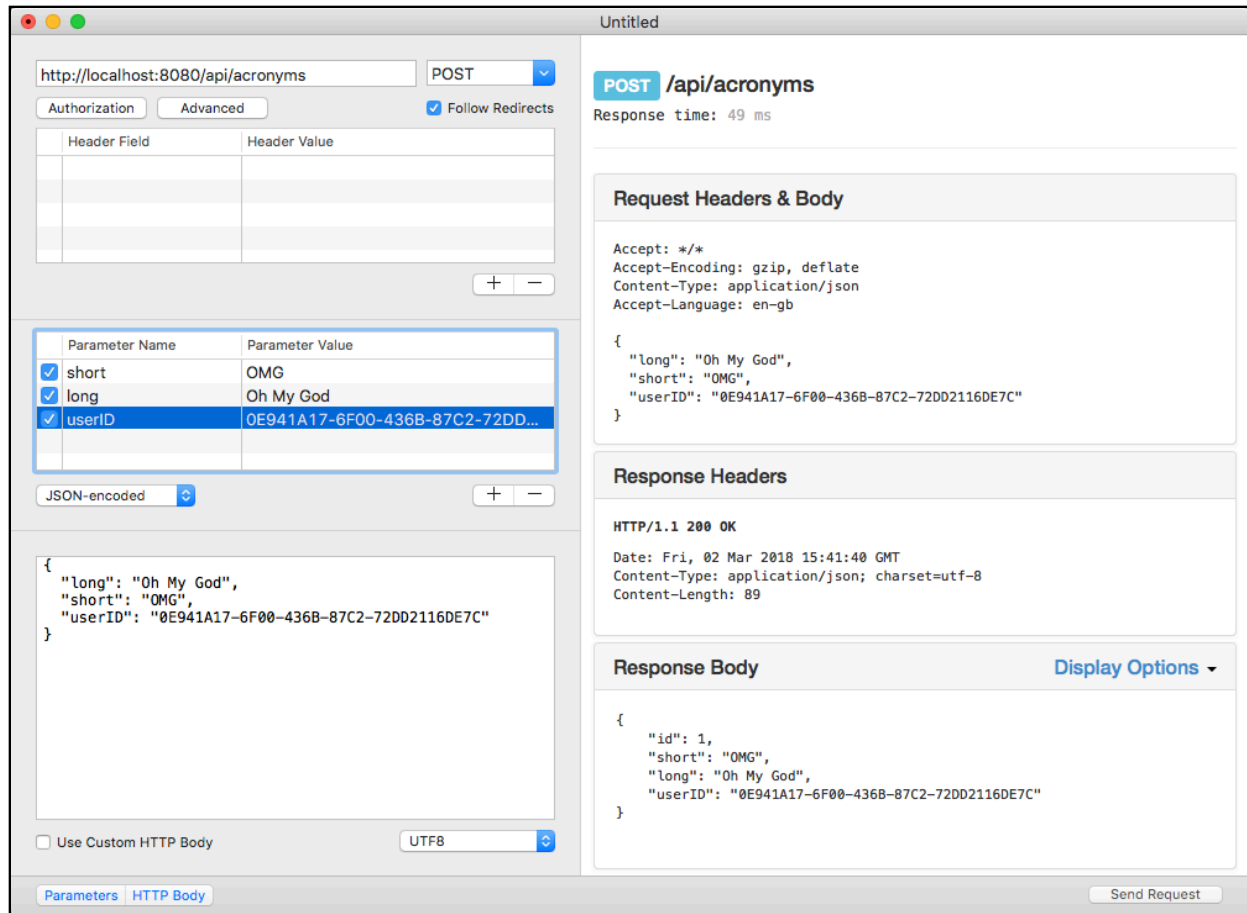 Untitled
http://localhost:8080/api/acronyms
POST
Authorization
Advanced
Follow Redirects
Header Field
Header Value
Parameter Name
Parameter Value
short
OMG
long
Oh My God
userID
0E941A17-6F00-436B-87C2-72DD...
JSON-encoded
{
"long": "Oh My God",
"short": "OMG",
"userID": "0E941A17-6F00-436B-87C2-72DD2116DE7C"
}
Use Custom HTTP Body
UTF8
Parameters
HTTP Body
POST /api/acronyms
Response time: 49 ms
Request Headers & Body
Accept: */*
Accept-Encoding: gzip, deflate
Content-Type: application/json
Accept-Language: en-gb
{
"long": "Oh My God",
"short": "OMG",
"userID": "0E941A17-6F00-436B-87C2-72DD2116DE7C"
}
Response Headers
HTTP/1.1 200 OK
Date: Fri, 02 Mar 2018 15:41:40 GMT
Content-Type: application/json; charset=utf-8
Content-Length: 89
Response Body
Display Options
{
"id": 1,
"short": "OMG",
"long": "Oh My God",
"userID": "0E941A17-6F00-436B-87C2-72DD2116DE7C"
}
Send Request